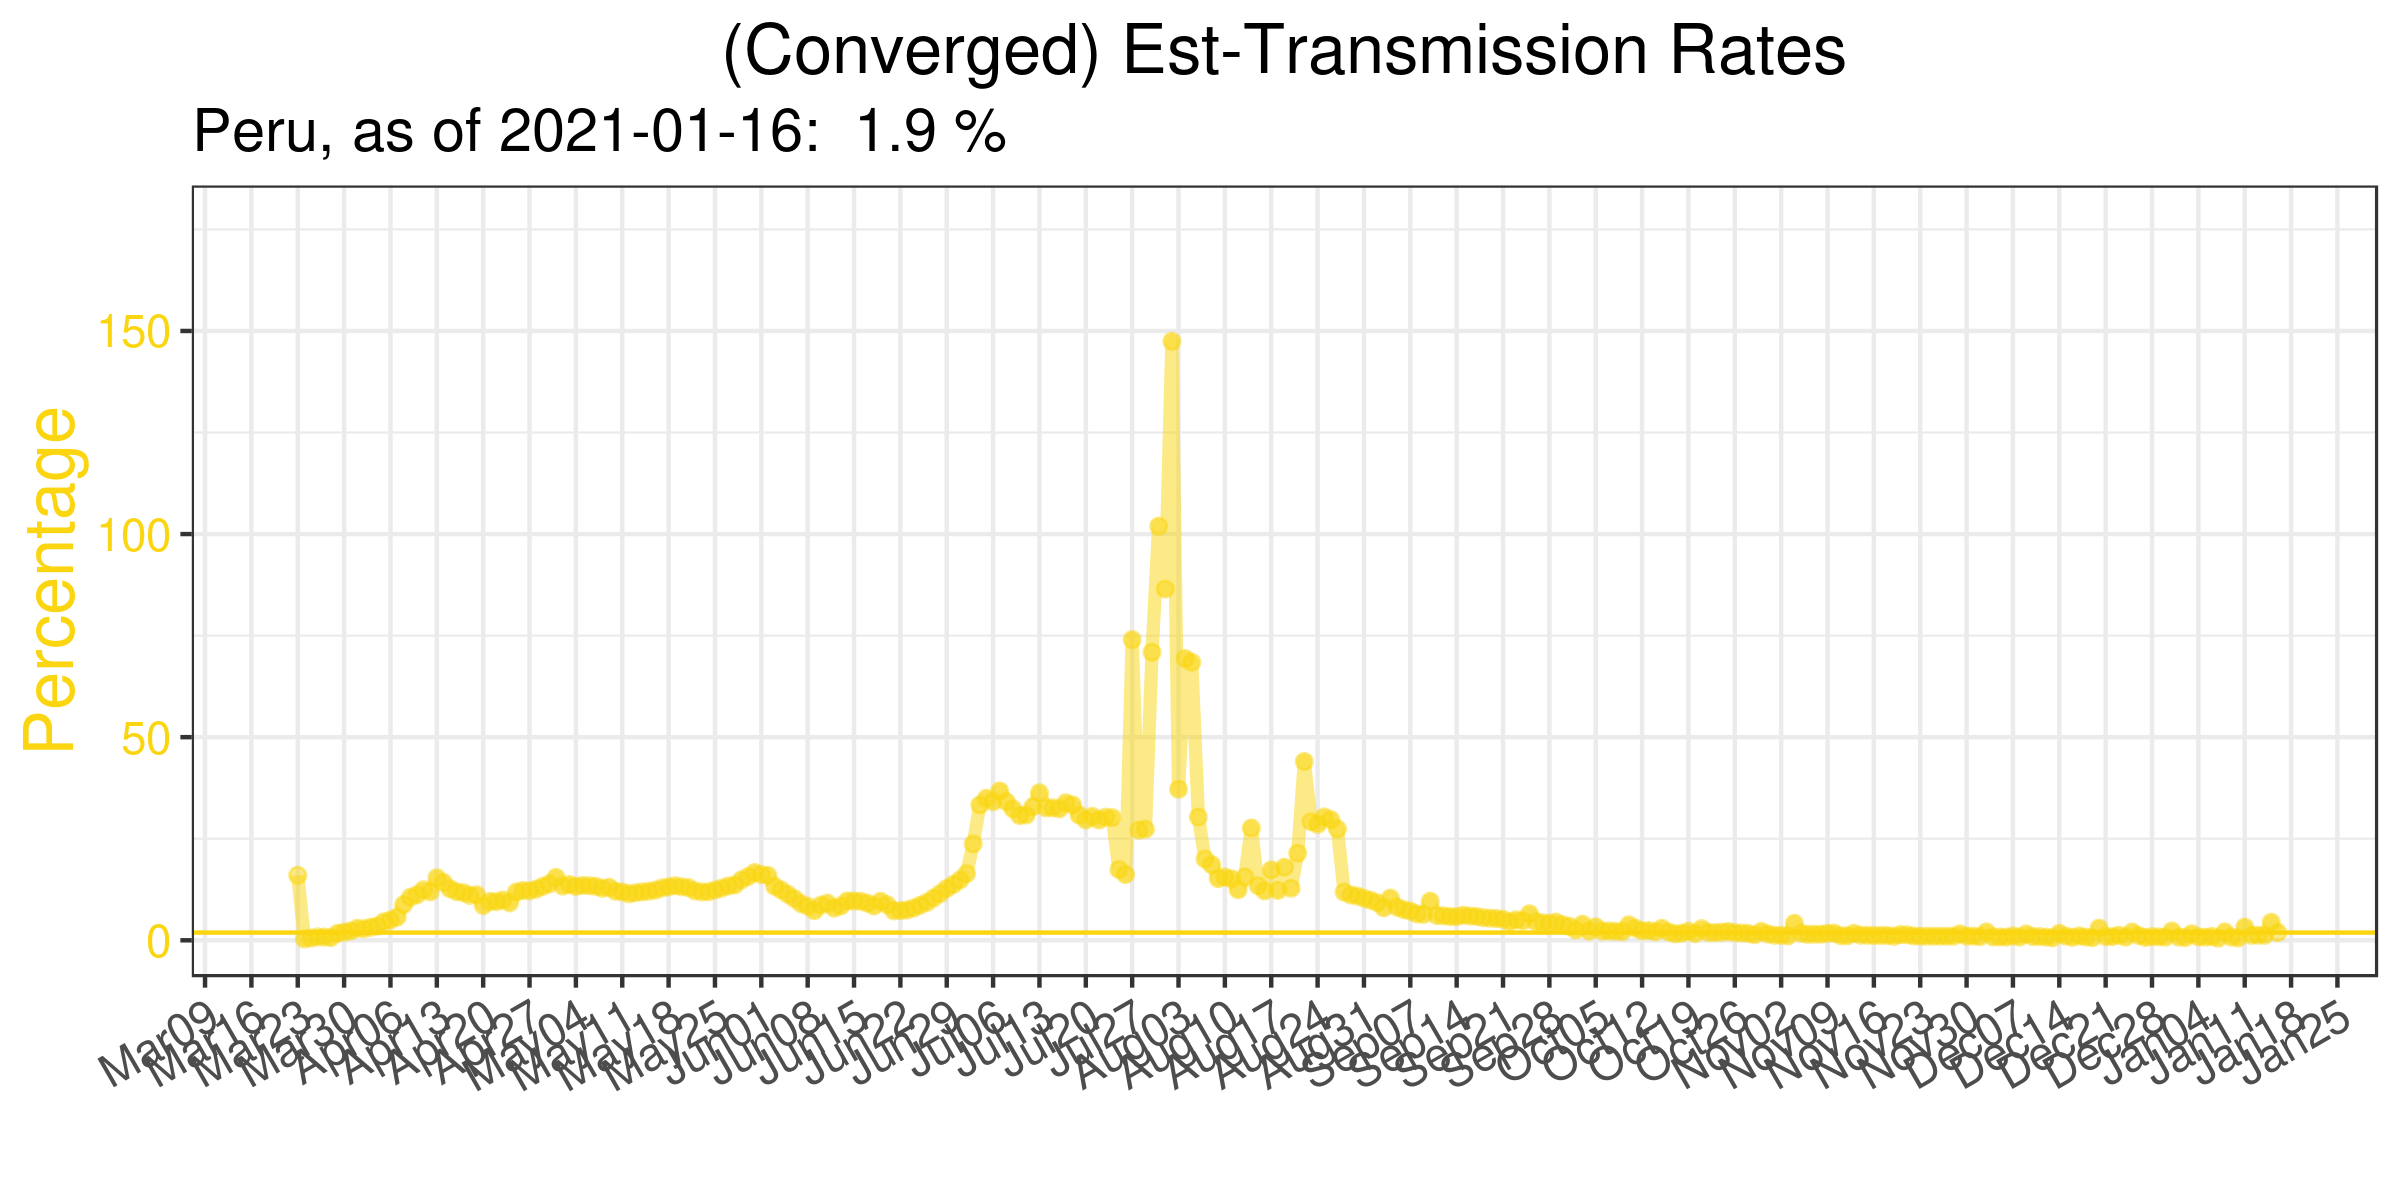 (Converged) Est-Transmission Rates
Peru, as of 2021-01-16:  1.9 %
Percentage
150
100
50
0
Mar09
Mar16
Mar23
Mar30
Apr06
Apr13
Apr20
Apr27
May04
May11
May18
May25
Jun01
Jun08
Jun15
Jun22
Jun29
Jul06
Jul13
Jul20
Jul27
Aug03
Aug10
Aug17
Aug24
Aug31
Sep07
Sep14
Sep21
Sep28
Oct05
Oct12
Oct19
Oct26
Nov02
Nov09
Nov16
Nov23
Nov30
Dec07
Dec14
Dec21
Dec28
Jan04
Jan11
Jan18
Jan25